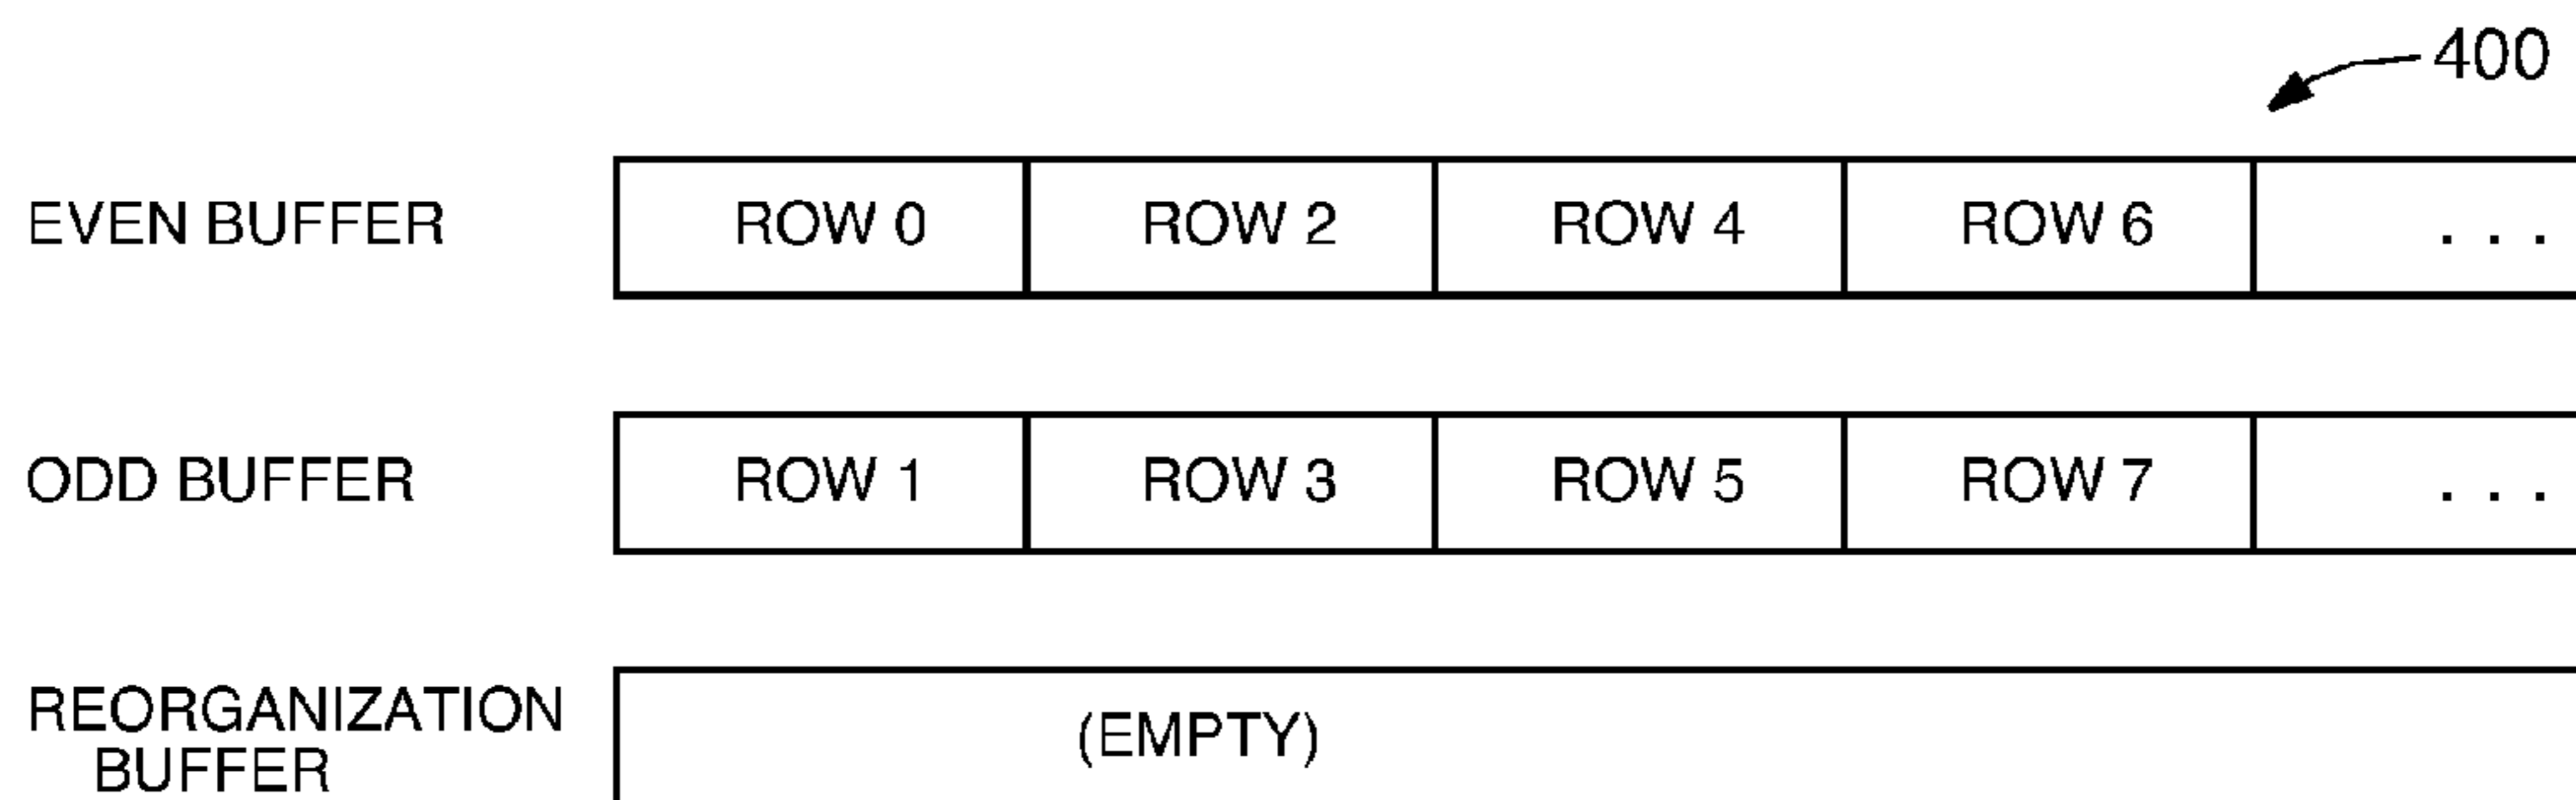 400
EVEN BUFFER ROW 0 ROW 2 ROW 4 ROW 6 . . .
ODD BUFFER ROW 1 ROW 3 ROW 5 ROW 7 . . .
REORGANIZATION
BUFFER
(EMPTY)